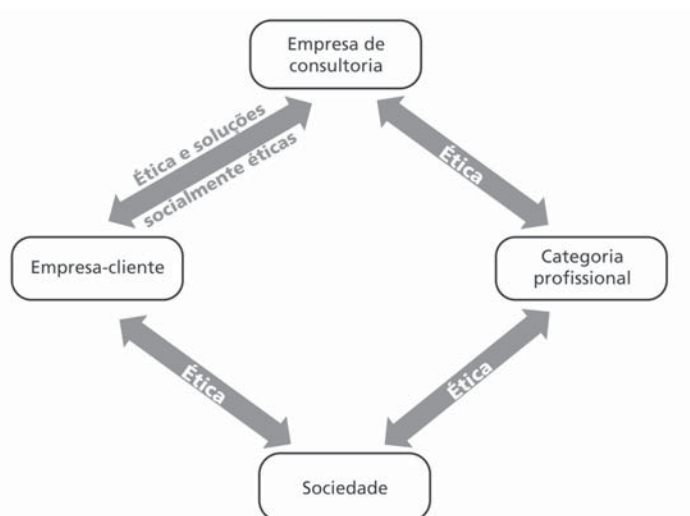 Empresa de
consultoria
Ética e soluções
socialmente éticas
Ética
Empresa-cliente
Categoria
profissional
Ética
Ética
Sociedade